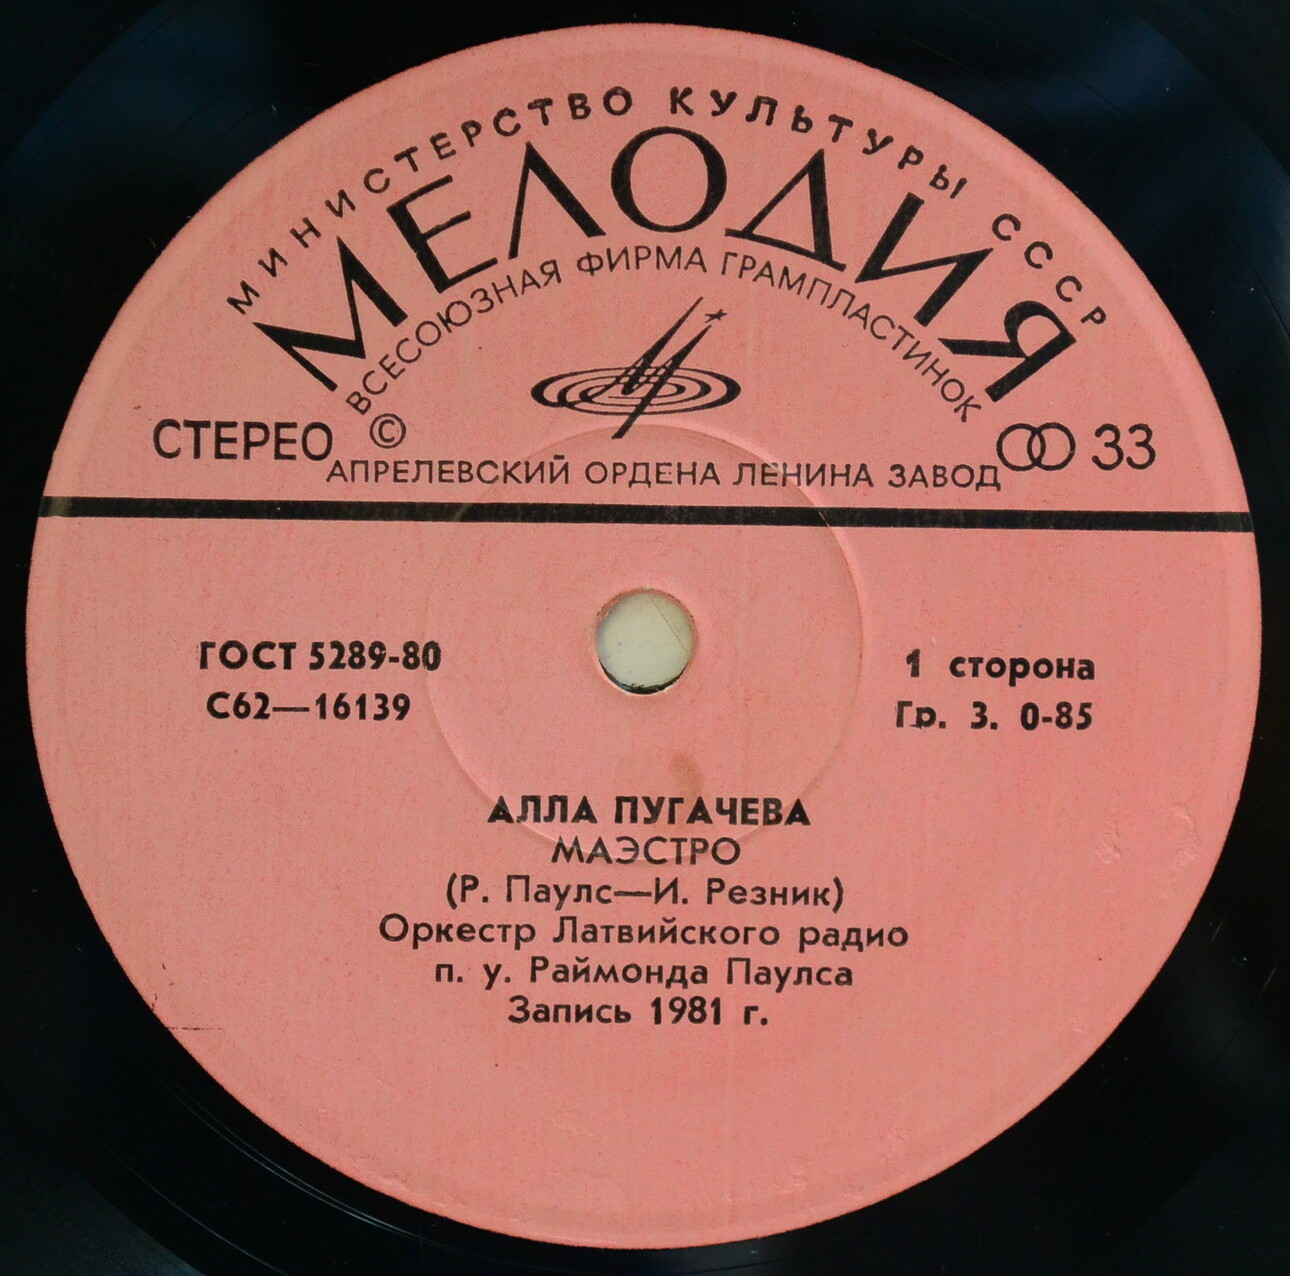 МИНИСТЕРСТВО КУЛЬТУРЫ СССР
МЕЛОДИЯ
ВСЕСОЮЗНАЯ ФИРМА ГРАМПЛАСТИНОК
СТЕРЕО © 33
АПРЕЛЕВСКИЙ ОРДЕНА ЛЕНИНА ЗАВОД
ГОСТ 5289-80
С62—16139
1 сторона
Гр. 3. 0-85
АЛЛА ПУГАЧЕВА
МАЭСТРО
(Р. Паулс—И. Резник)
Оркестр Латвийского радио
п. у. Раймонда Паулса
Запись 1981 г.